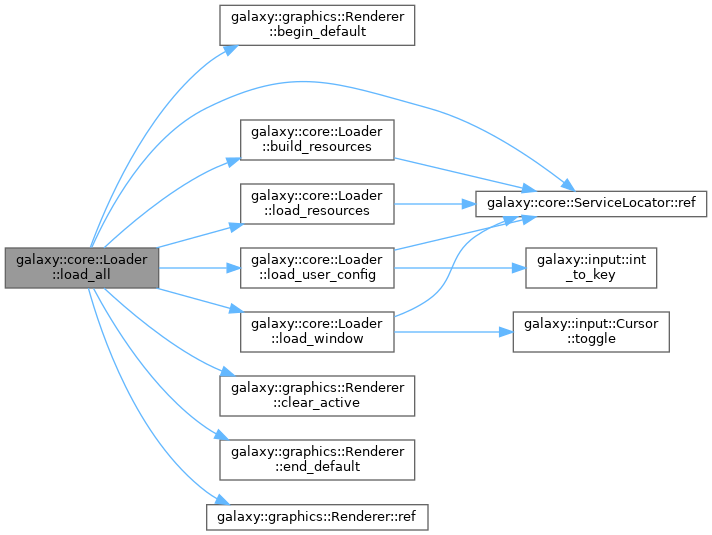 galaxy::graphics::Renderer
::begin_default
galaxy::core::Loader
::build_resources
galaxy::core::Loader
::load_resources
galaxy::core::ServiceLocator::ref
galaxy::core::Loader
::load_all
galaxy::core::Loader
::load_user_config
galaxy::input::int
_to_key
galaxy::core::Loader
::load_window
galaxy::input::Cursor
::toggle
galaxy::graphics::Renderer
::clear_active
galaxy::graphics::Renderer
::end_default
galaxy::graphics::Renderer::ref